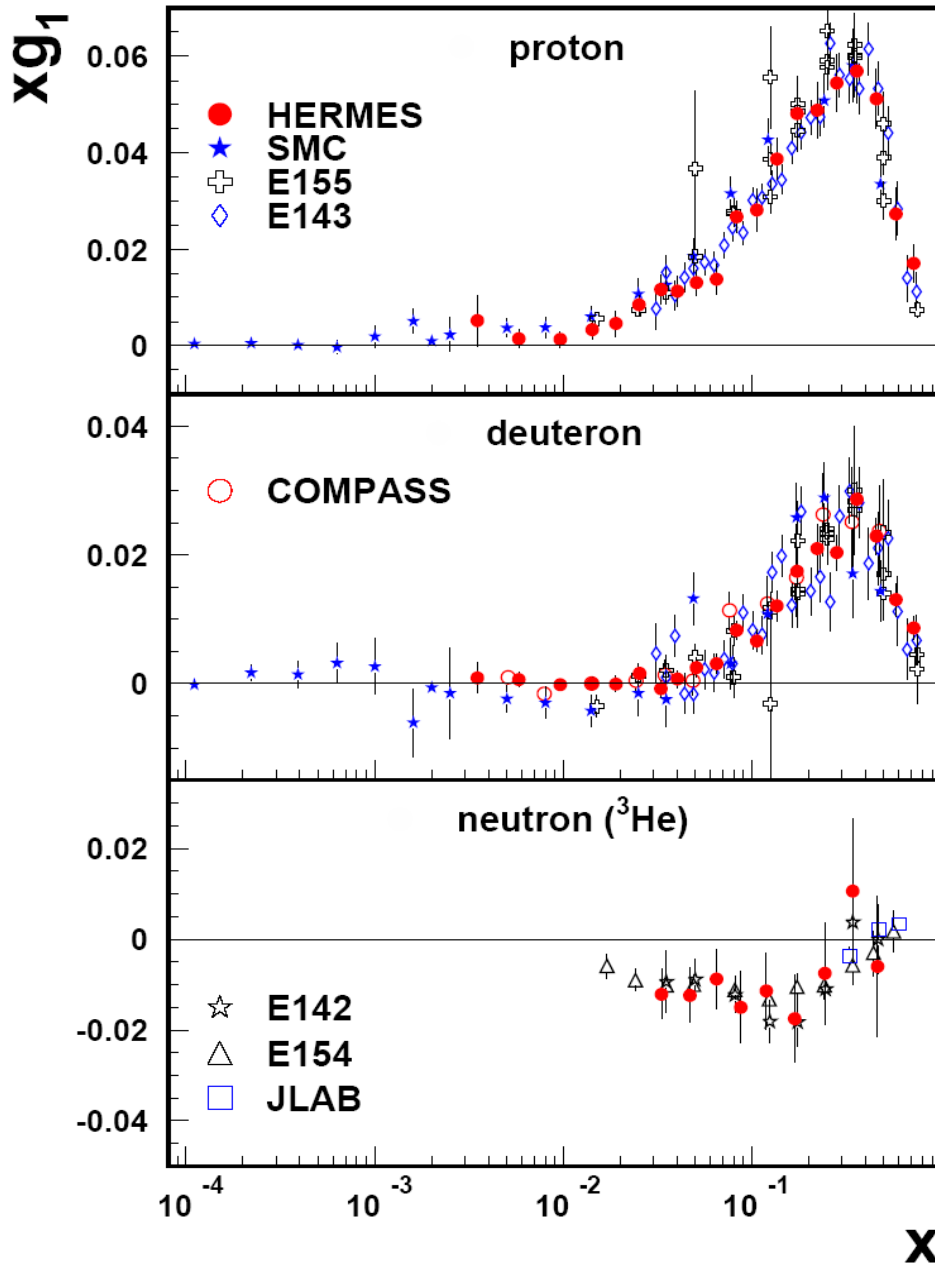 xg₁
proton
0.06
HERMES
SMC
0.04
E155
E143
0.02
0
deuteron
0.04
COMPASS
0.02
0
neutron (³He)
0.02
0
E142
-0.02
E154
JLAB
-0.04
10⁻⁴ 10⁻³ 10⁻² 10⁻¹
x